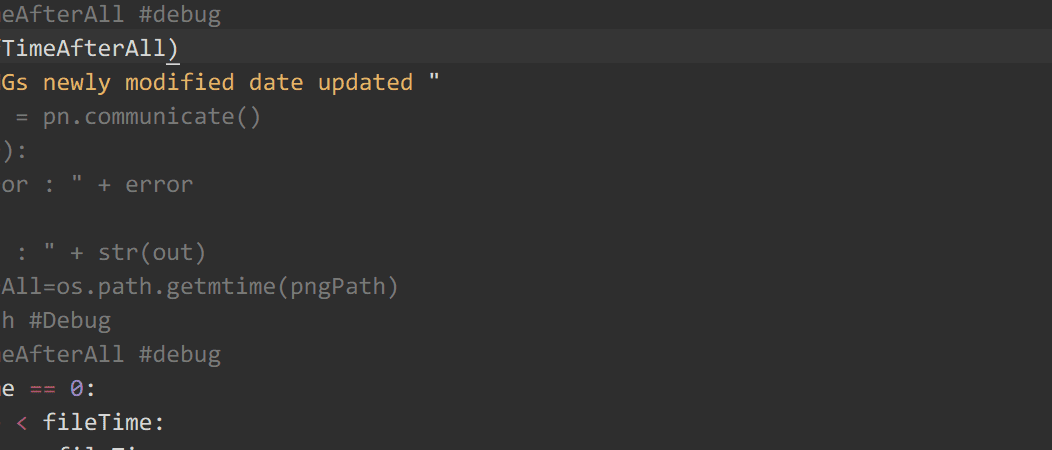 eAfterAll #debug
TimeAfterAll)
Gs newly modified date updated "
= pn.communicate()
):
or : " + error
: " + str(out)
All=os.path.getmtime(pngPath)
h #Debug
eAfterAll #debug
e == 0:
< fileTime: